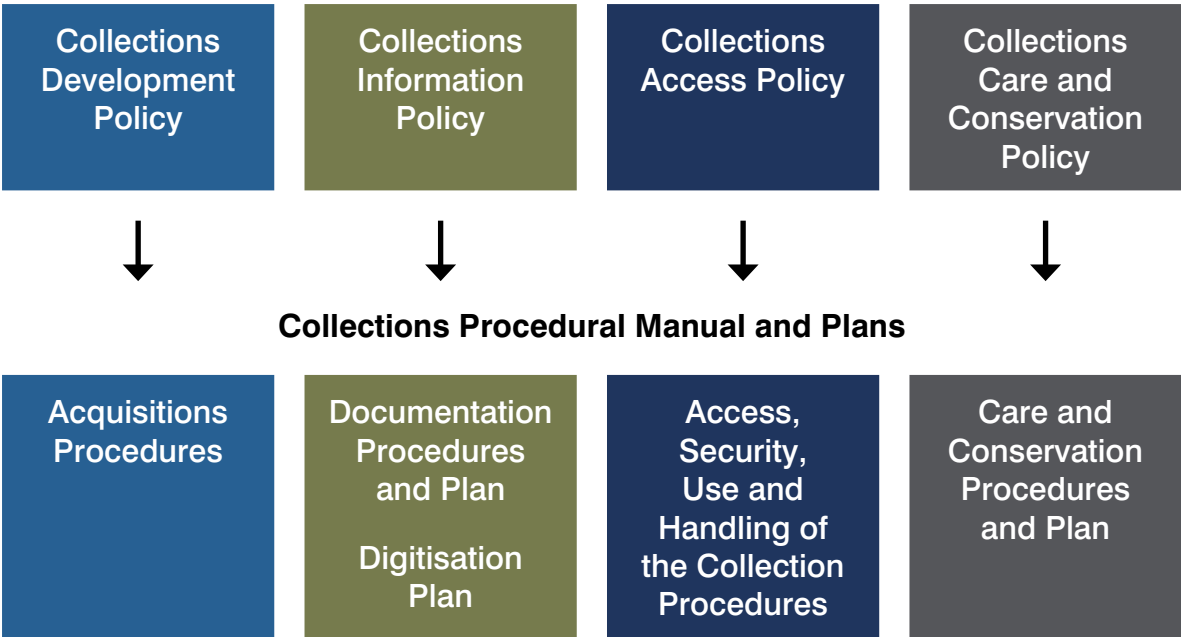 Collections
Development
Policy
Collections
Information
Policy
Collections
Access Policy
Collections
Care and
Conservation
Policy
Collections Procedural Manual and Plans
Acquisitions
Procedures
Documentation
Procedures
and Plan
Digitisation
Plan
Access,
Security,
Use and
Handling of
the Collection
Procedures
Care and
Conservation
Procedures
and Plan